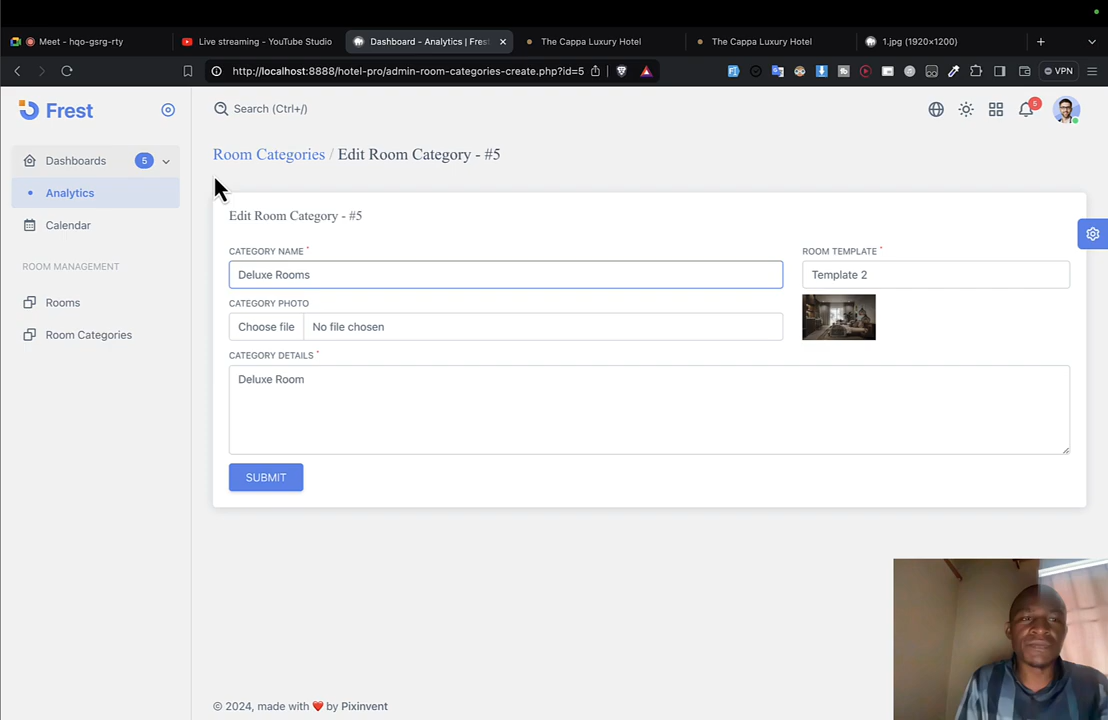 Meet - hqo-gsrg-rty
Live streaming - YouTube Studio
Dashboard - Analytics | Fres
The Cappa Luxury Hotel
The Cappa Luxury Hotel
1.jpg (1920×1200)
http://localhost:8888/hotel-pro/admin-room-categories-create.php?id=5
VPN
Frest
Search (Ctrl+/)
5
Dashboards 5
Analytics
Calendar
ROOM MANAGEMENT
Rooms
Room Categories
Room Categories / Edit Room Category - #5
Edit Room Category - #5
CATEGORY NAME *
Deluxe Rooms
ROOM TEMPLATE *
Template 2
CATEGORY PHOTO
Choose file No file chosen
CATEGORY DETAILS *
Deluxe Room
SUBMIT
© 2024, made with ❤️ by Pixinvent